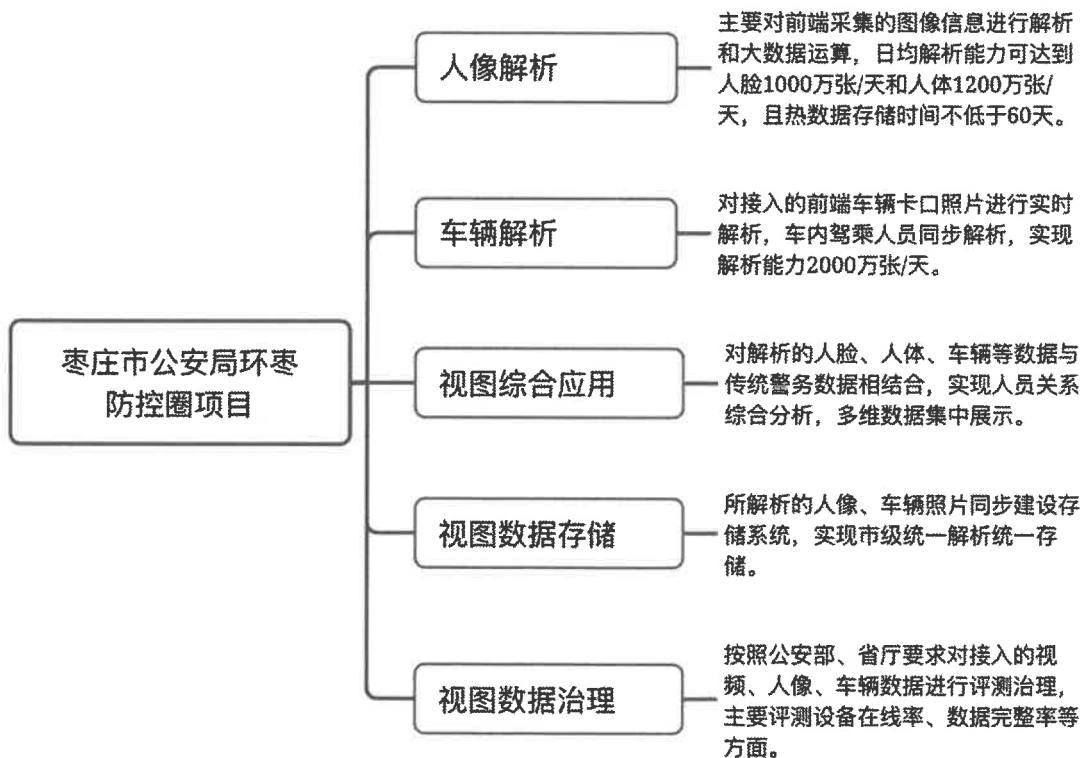 枣庄市公安局环枣
防控圈项目
人像解析
主要对前端采集的图像信息进行解析
和大数据运算，日均解析能力可达到
人脸1000万张/天和人体1200万张/
天，且热数据存储时间不低于60天。
车辆解析
对接入的前端车辆卡口照片进行实时
解析，车内驾乘人员同步解析，实现
解析能力2000万张/天。
视图综合应用
对解析的人脸、人体、车辆等数据与
传统警务数据相结合，实现人员关系
综合分析，多维数据集中展示。
视图数据存储
所解析的人像、车辆照片同步建设存
储系统，实现市级统一解析统一存
储。
视图数据治理
按照公安部、省厅要求对接入的视
频、人像、车辆数据进行评测治理，
主要评测设备在线率、数据完整率等
方面。